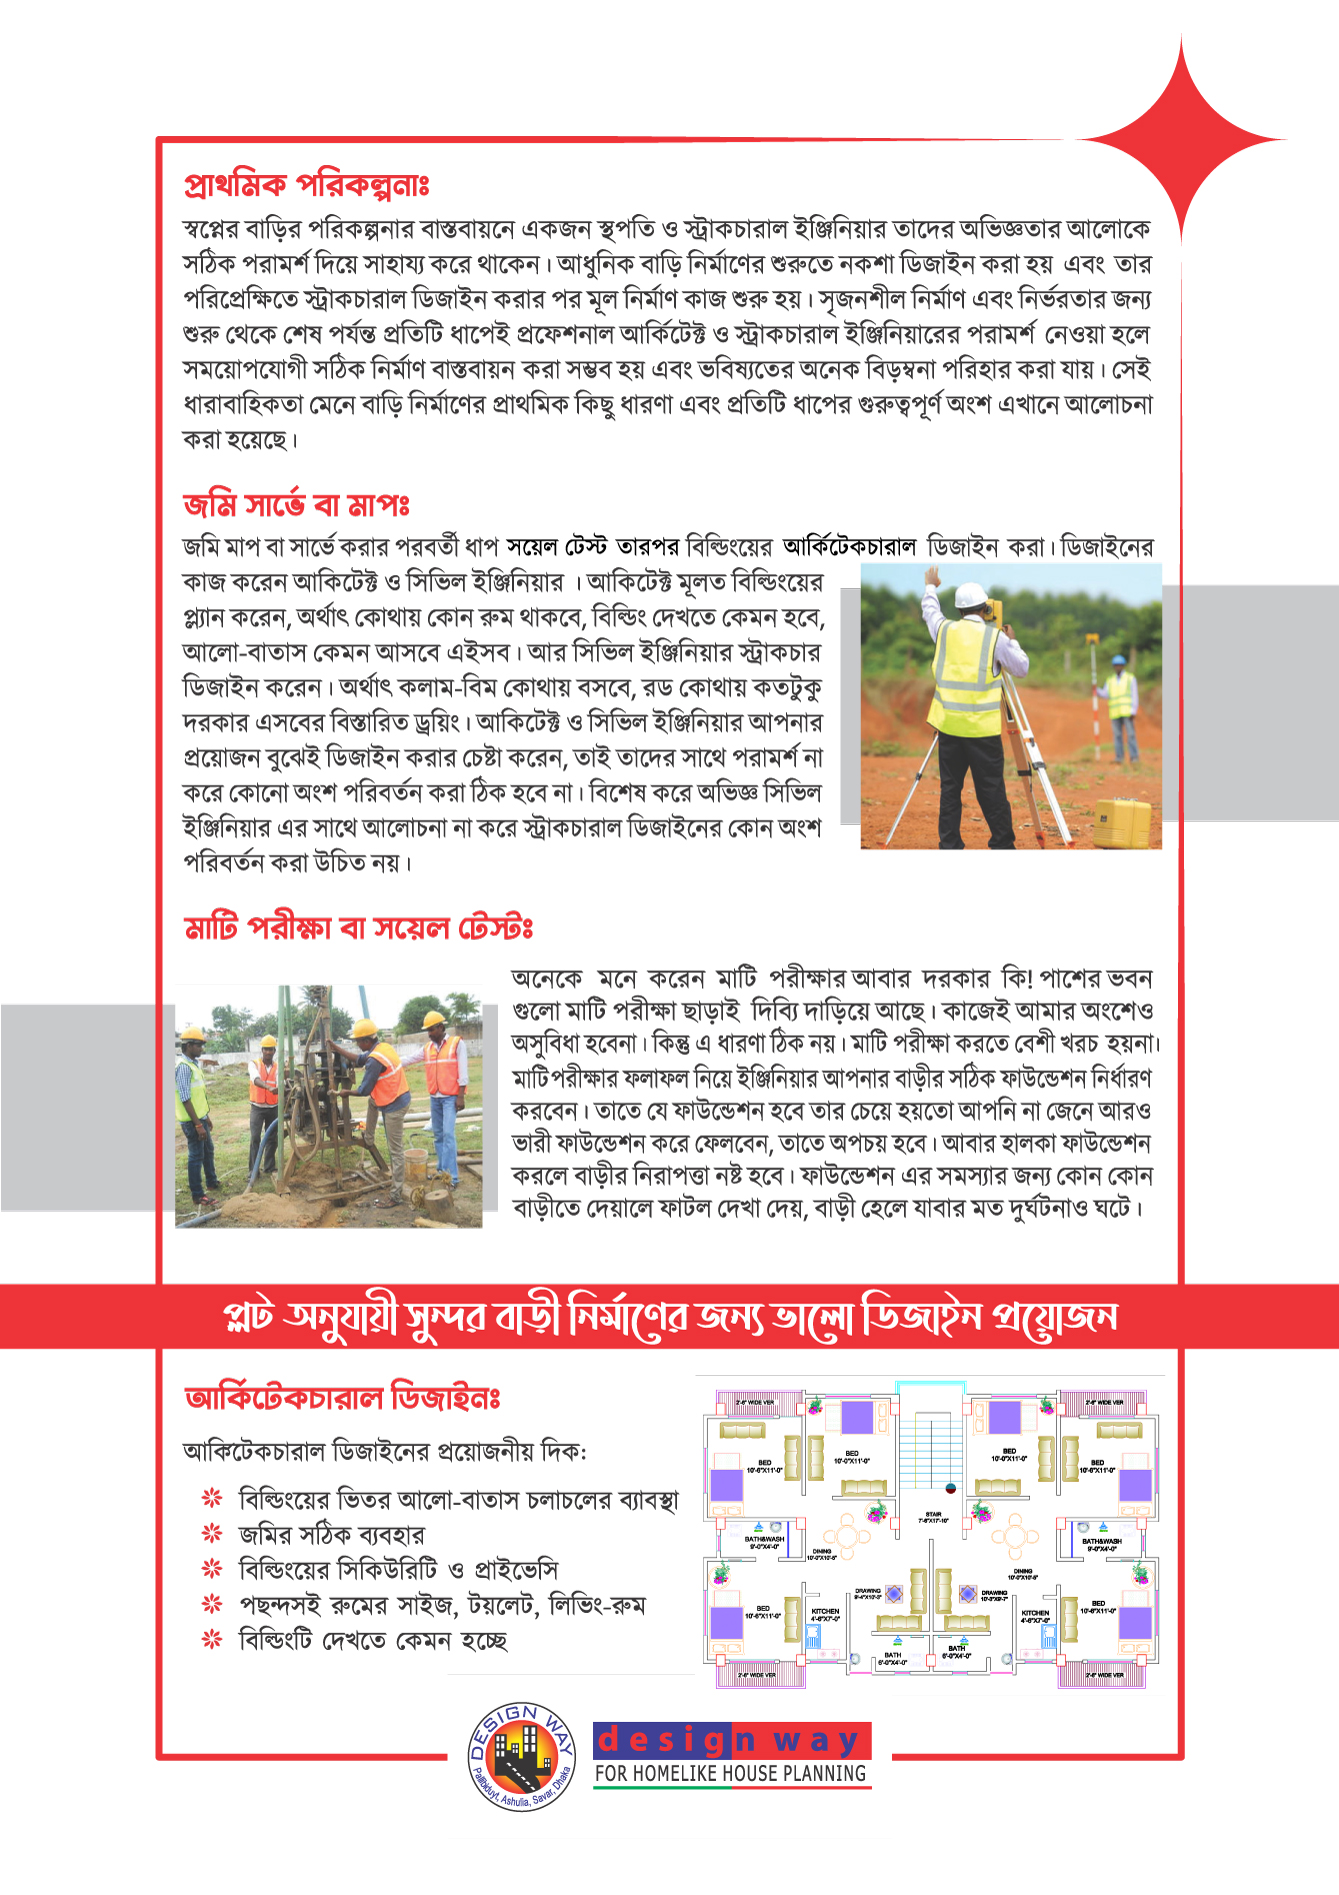 প্রাথমিক পরিকল্পনাঃ
স্বপ্নের বাড়ির পরিকল্পনার বাস্তবায়নে একজন স্থপতি ও স্ট্রাকচারাল ইঞ্জিনিয়ার তাদের অভিজ্ঞতার আলোকে
সঠিক পরামর্শ দিয়ে সাহায্য করে থাকেন। আধুনিক বাড়ি নির্মাণের শুরুতে নকশা ডিজাইন করা হয় এবং তার
পরিপ্রেক্ষিতে স্ট্রাকচারাল ডিজাইন করার পর মূল নির্মাণ কাজ শুরু হয়। সৃজনশীল নির্মাণ এবং নির্ভরতার জন্য
শুরু থেকে শেষ পর্যন্ত প্রতিটি ধাপেই প্রফেশনাল আর্কিটেক্ট ও স্ট্রাকচারাল ইঞ্জিনিয়ারের পরামর্শ নেওয়া হলে
সময়োপযোগী সঠিক নির্মাণ বাস্তবায়ন করা সম্ভব হয় এবং ভবিষ্যতের অনেক বিড়ম্বনা পরিহার করা যায়। সেই
ধারাবাহিকতা মেনে বাড়ি নির্মাণের প্রাথমিক কিছু ধারণা এবং প্রতিটি ধাপের গুরুত্বপূর্ণ অংশ এখানে আলোচনা
করা হয়েছে।
জমি সার্ভে বা মাপঃ
জমি মাপ বা সার্ভে করার পরবর্তী ধাপ সয়েল টেস্ট তারপর বিল্ডিংয়ের আর্কিটেকচারাল ডিজাইন করা। ডিজাইনের
কাজ করেন আকিটেক্ট ও সিভিল ইঞ্জিনিয়ার । আকিটেক্ট মূলত বিল্ডিংয়ের
প্ল্যান করেন, অর্থাৎ কোথায় কোন রুম থাকবে, বিল্ডিং দেখতে কেমন হবে,
আলো-বাতাস কেমন আসবে এইসব। আর সিভিল ইঞ্জিনিয়ার স্ট্রাকচার
ডিজাইন করেন। অর্থাৎ কলাম-বিম কোথায় বসবে, রড কোথায় কতটুকু
দরকার এসবের বিস্তারিত ড্রয়িং। আকিটেক্ট ও সিভিল ইঞ্জিনিয়ার আপনার
প্রয়োজন বুঝেই ডিজাইন করার চেষ্টা করেন, তাই তাদের সাথে পরামর্শ না
করে কোনো অংশ পরিবর্তন করা ঠিক হবে না। বিশেষ করে অভিজ্ঞ সিভিল
ইঞ্জিনিয়ার এর সাথে আলোচনা না করে স্ট্রাকচারাল ডিজাইনের কোন অংশ
পরিবর্তন করা উচিত নয়।
মাটি পরীক্ষা বা সয়েল টেস্টঃ
অনেকে মনে করেন মাটি পরীক্ষার আবার দরকার কি! পাশের ভবন
গুলো মাটি পরীক্ষা ছাড়াই দিব্যি দাড়িয়ে আছে। কাজেই আমার অংশেও
অসুবিধা হবেনা। কিন্তু এ ধারণা ঠিক নয়। মাটি পরীক্ষা করতে বেশী খরচ হয়না।
মাটিপরীক্ষার ফলাফল নিয়ে ইঞ্জিনিয়ার আপনার বাড়ীর সঠিক ফাউন্ডেশন নির্ধারণ
করবেন। তাতে যে ফাউন্ডেশন হবে তার চেয়ে হয়তো আপনি না জেনে আরও
ভারী ফাউন্ডেশন করে ফেলবেন, তাতে অপচয় হবে। আবার হালকা ফাউন্ডেশন
করলে বাড়ীর নিরাপত্তা নষ্ট হবে। ফাউন্ডেশন এর সমস্যার জন্য কোন কোন
বাড়ীতে দেয়ালে ফাটল দেখা দেয়, বাড়ী হেলে যাবার মত দুর্ঘটনাও ঘটে।
প্লট অনুযায়ী সুন্দর বাড়ী নির্মাণের জন্য ভালো ডিজাইন প্রয়োজন
আর্কিটেকচারাল ডিজাইনঃ
আকিটেকচারাল ডিজাইনের প্রয়োজনীয় দিক:
বিল্ডিংয়ের ভিতর আলো-বাতাস চলাচলের ব্যাবস্থা
জমির সঠিক ব্যবহার
বিল্ডিংয়ের সিকিউরিটি ও প্রাইভেসি
পছন্দসই রুমের সাইজ, টয়লেট, লিভিং-রুম
বিল্ডিংটি দেখতে কেমন হচ্ছে
2'-6" WIDE VER
2'-6" WIDE VER
BED
10'-0"X11'-0"
BED
10'-0"X11'-0"
BED
10'-6"X11'-0"
BED
10'-6"X11'-0"
STAIR
7'-6"X17'-10"
BATH&WASH
9'-0"X4'-0"
BATH&WASH
9'-0"X4'-0"
DINING
10'-0"X10'-5"
DINING
10'-0"X10'-5"
DRAWING
9'-4"X10'-3"
DRAWING
10'-3"X9'-7"
BED
10'-6"X11'-0"
KITCHEN
4'-6"X7'-0"
KITCHEN
4'-6"X7'-0"
BED
10'-6"X11'-0"
BATH
6'-0"X4'-0"
BATH
6'-0"X4'-0"
2'-6" WIDE VER
2'-6" WIDE VER
DESIGN WAY
Pallibiduyt, Ashulia, Savar, Dhaka
design way
FOR HOMELIKE HOUSE PLANNING